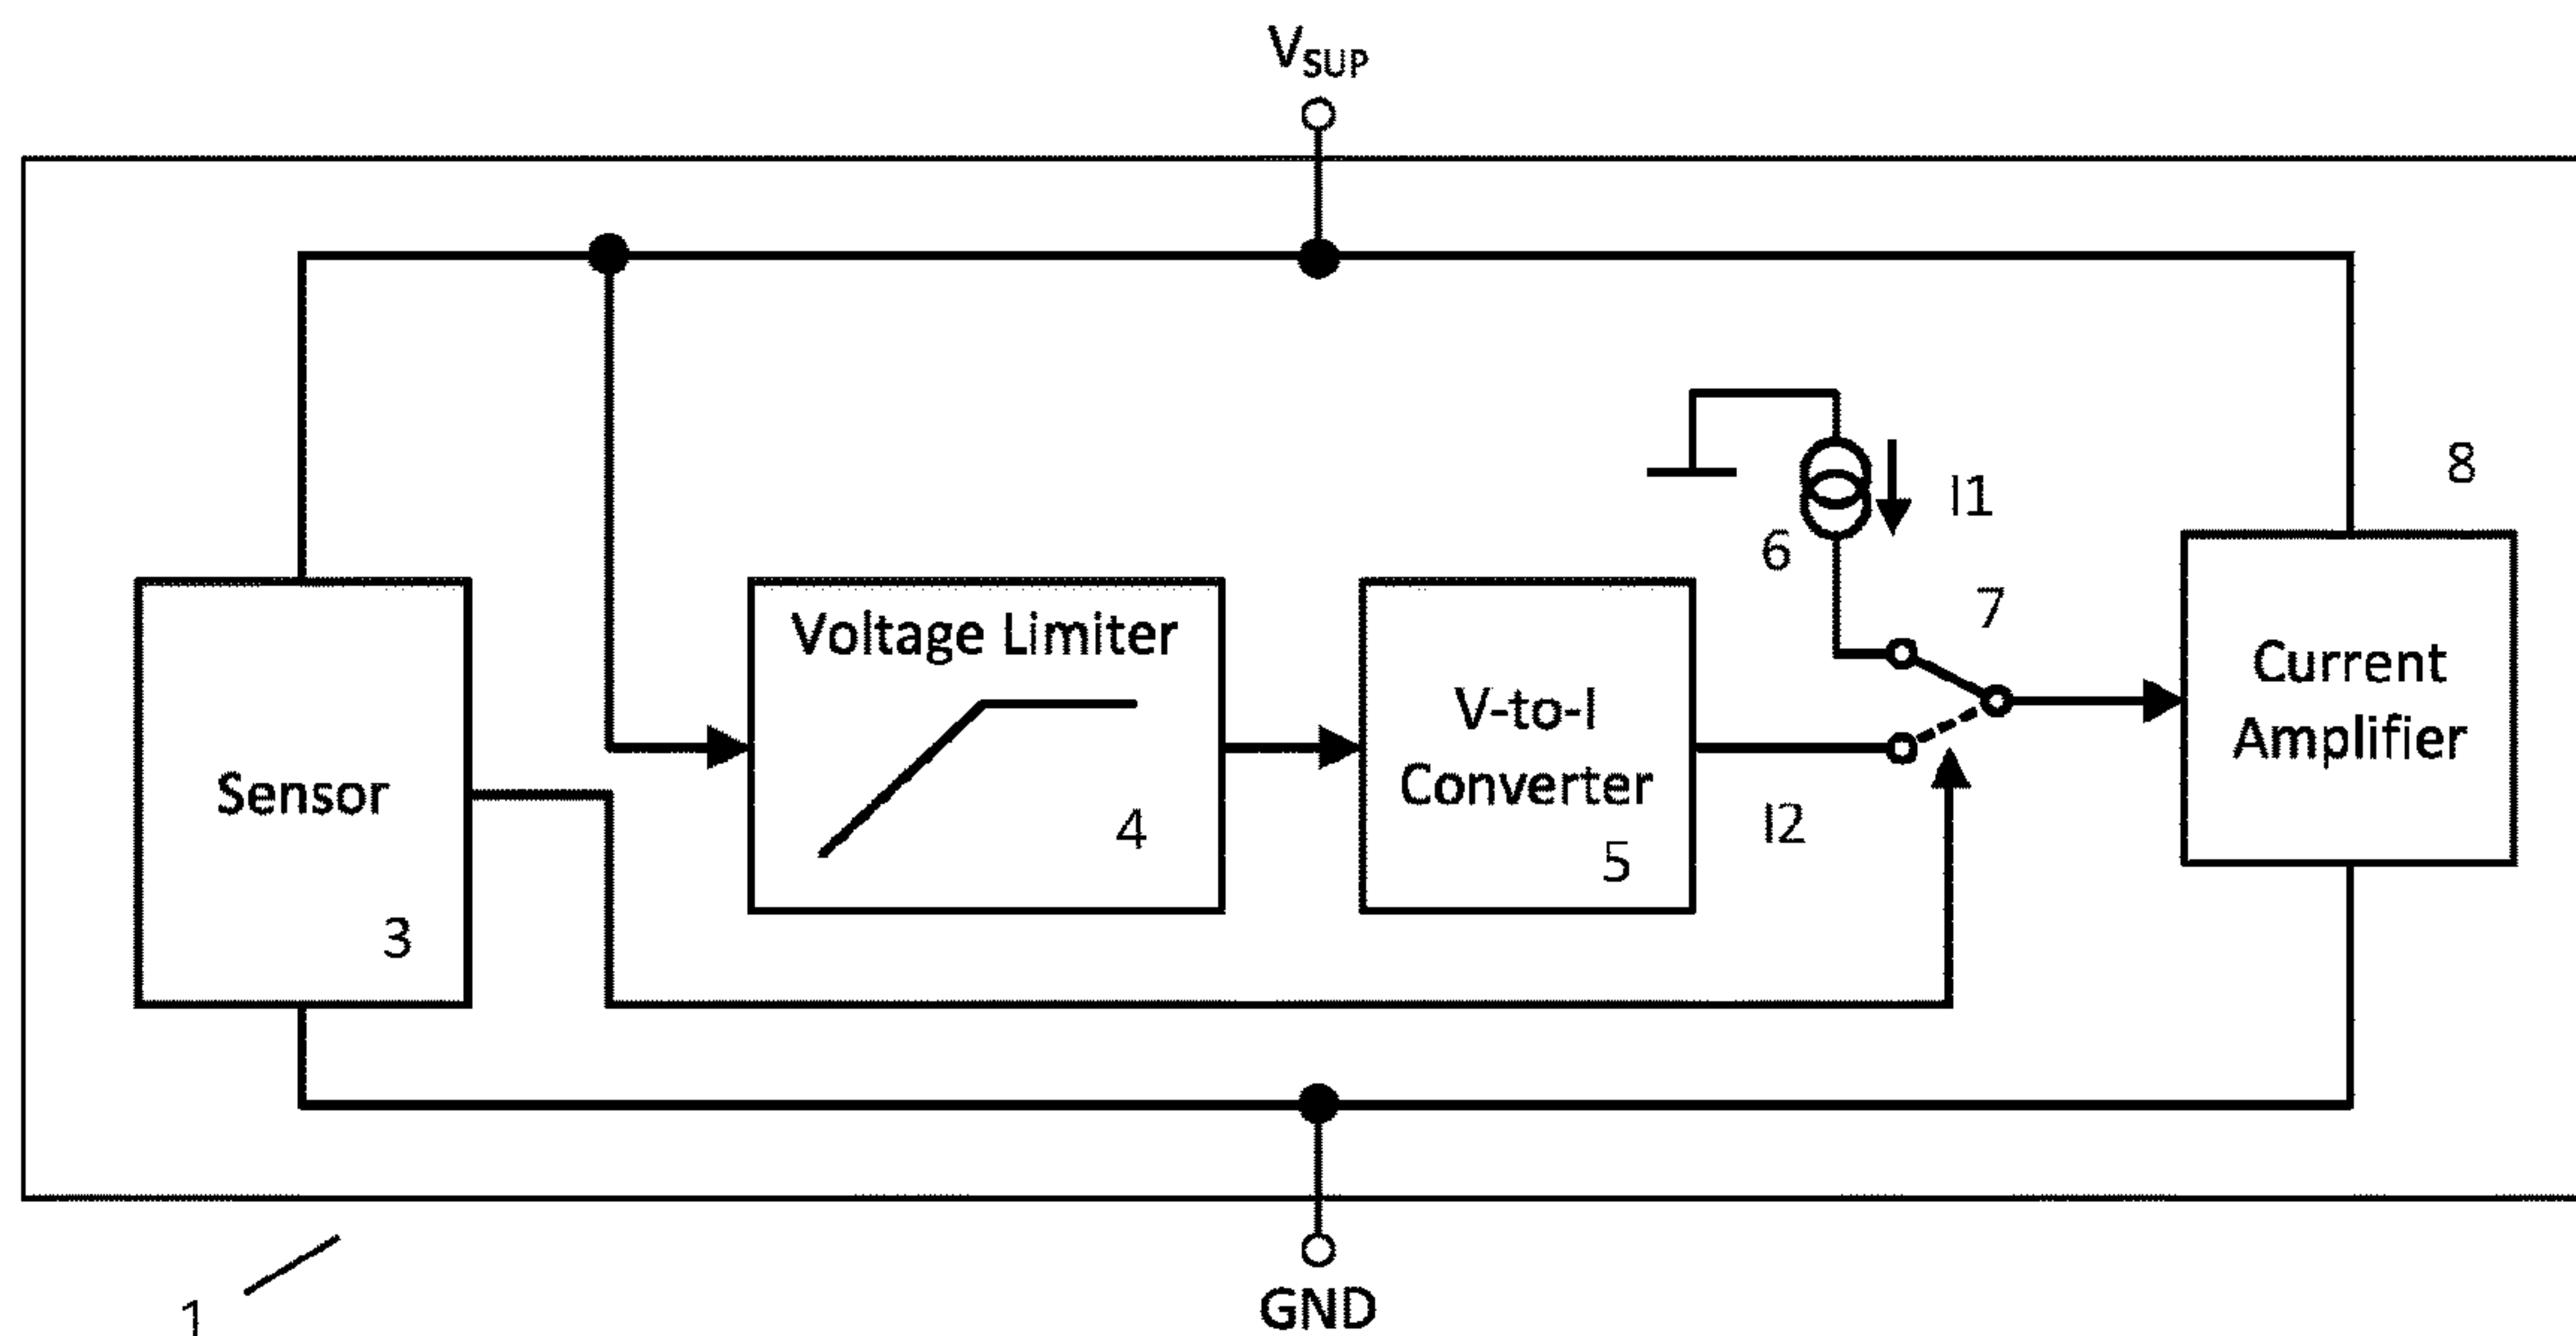 VSUP
I1
8
6
7
Voltage Limiter
4
V-to-I
Converter
5
Current
Amplifier
Sensor
3
I2
1
GND